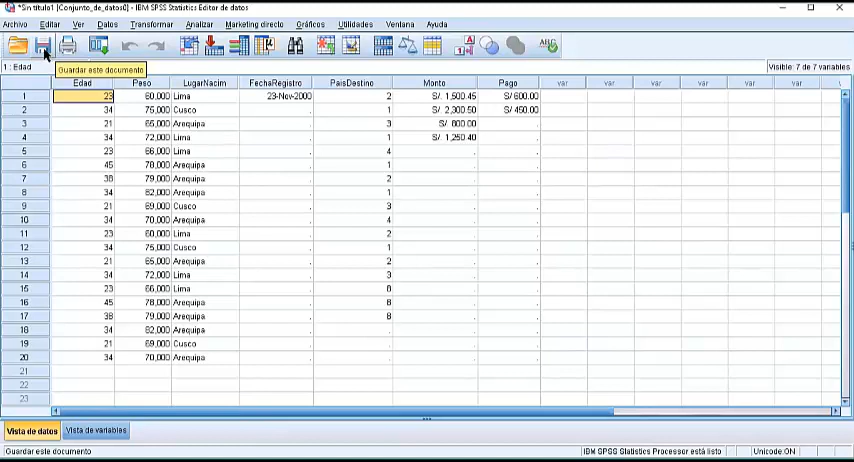 *Sin título1 [Conjunto_de_datos0] - IBM SPSS Statistics Editor de datos
Archivo Editar Ver Datos Transformar Analizar Marketing directo Gráficos Utilidades Ventana Ayuda
1 : Edad Guardar este documento Visible: 7 de 7 variables
Edad Peso LugarNacim FechaRegistro PaisDestino Monto Pago var var var var var var
1 23 60,000 Lima 23-Nov-2000 2 S/. 1,500.45 S/ 600.00
2 34 75,000 Cusco . 1 S/. 2,300.50 S/ 450.00
3 21 65,000 Arequipa . 3 S/. 800.00 .
4 34 72,000 Lima . 1 S/. 1,250.40 .
5 23 66,000 Lima . 4 . .
6 45 78,000 Arequipa . 1 . .
7 38 79,000 Arequipa . 2 . .
8 34 82,000 Arequipa . 1 . .
9 21 69,000 Cusco . 3 . .
10 34 70,000 Arequipa . 4 . .
11 23 60,000 Lima . 2 . .
12 34 75,000 Cusco . 1 . .
13 21 65,000 Arequipa . 2 . .
14 34 72,000 Lima . 3 . .
15 23 66,000 Lima . 8 . .
16 45 78,000 Arequipa . 8 . .
17 38 79,000 Arequipa . 8 . .
18 34 82,000 Arequipa . . . .
19 21 69,000 Cusco . . . .
20 34 70,000 Arequipa . . . .
21
22
23
Vista de datos Vista de variables
Guardar este documento IBM SPSS Statistics Processor está listo Unicode:ON